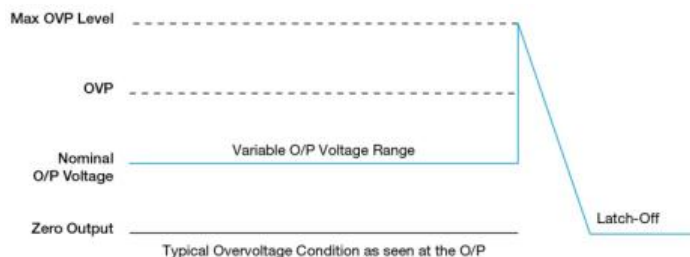 Max OVP Level
OVP
Variable O/P Voltage Range
Nominal
O/P Voltage
Latch-Off
Zero Output
Typical Overvoltage Condition as seen at the O/P